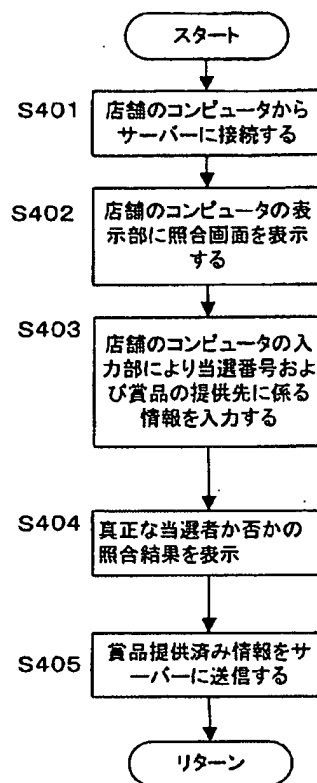 スタート
S401
店舗のコンピュータから
サーバーに接続する
S402
店舗のコンピュータの表
示部に照合画面を表示
する
S403
店舗のコンピュータの入
力部により当選番号およ
び賞品の提供先に係る
情報を入力する
S404
真正な当選者か否かの
照合結果を表示
S405
賞品提供済み情報をサ
ーバーに送信する
リターン